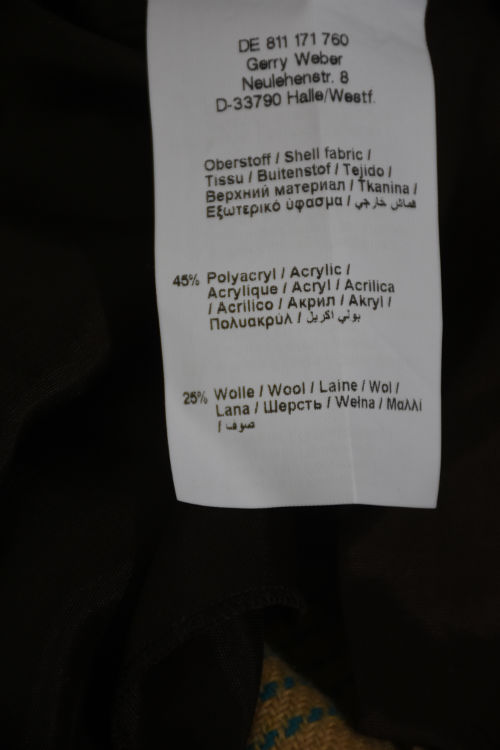 DE 811 171 760
Gerry Weber
Neulehenstr. 8
D-33790 Halle/Westf.
Oberstoff / Shell fabric /
Tissu / Buitenstof / Tejido /
Верхний материал / Tkanina /
Εξωτερικό ύφασμα / قماش خارجي
45% Polyacryl / Acrylic /
Acrylique / Acryl / Acrilica
/ Acrilico / Акрил / Akryl /
Πολυακρύλ / بولي اكريل
25% Wolle / Wool / Laine / Wol /
Lana / Шерсть / Wełna / Μαλλί
/ صوف